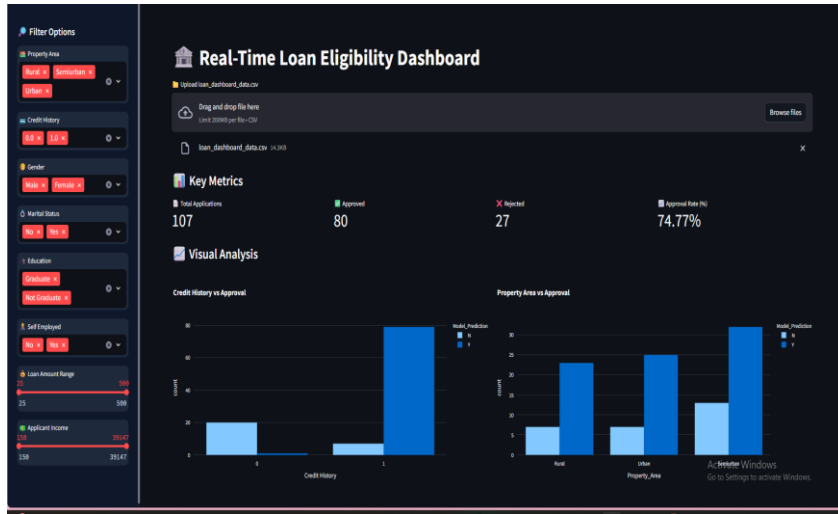 Filter Options
Property Area
Rural × Semiurban ×
Urban ×
Credit History
0.0 × 1.0 ×
Gender
Male × Female ×
Marital Status
No × Yes ×
Education
Graduate ×
Not Graduate ×
Self Employed
No × Yes ×
Loan Amount Range
25 500
25 500
Applicant Income
150 39147
150 39147
Real-Time Loan Eligibility Dashboard
Upload loan_dashboard_data.csv
Drag and drop file here
Limit 200MB per file • CSV
Browse files
loan_dashboard_data.csv 14.3KB
Key Metrics
Total Applications Approved Rejected Approval Rate (%)
107 80 27 74.77%
Visual Analysis
Credit History vs Approval
Model_Prediction
N
Y
80
60
40
20
0
count
0 1
Credit History
Property Area vs Approval
Model_Prediction
N
Y
30
25
20
15
10
5
0
count
Rural Urban Semiurban
Property_Area
Activate Windows
Go to Settings to activate Windows.